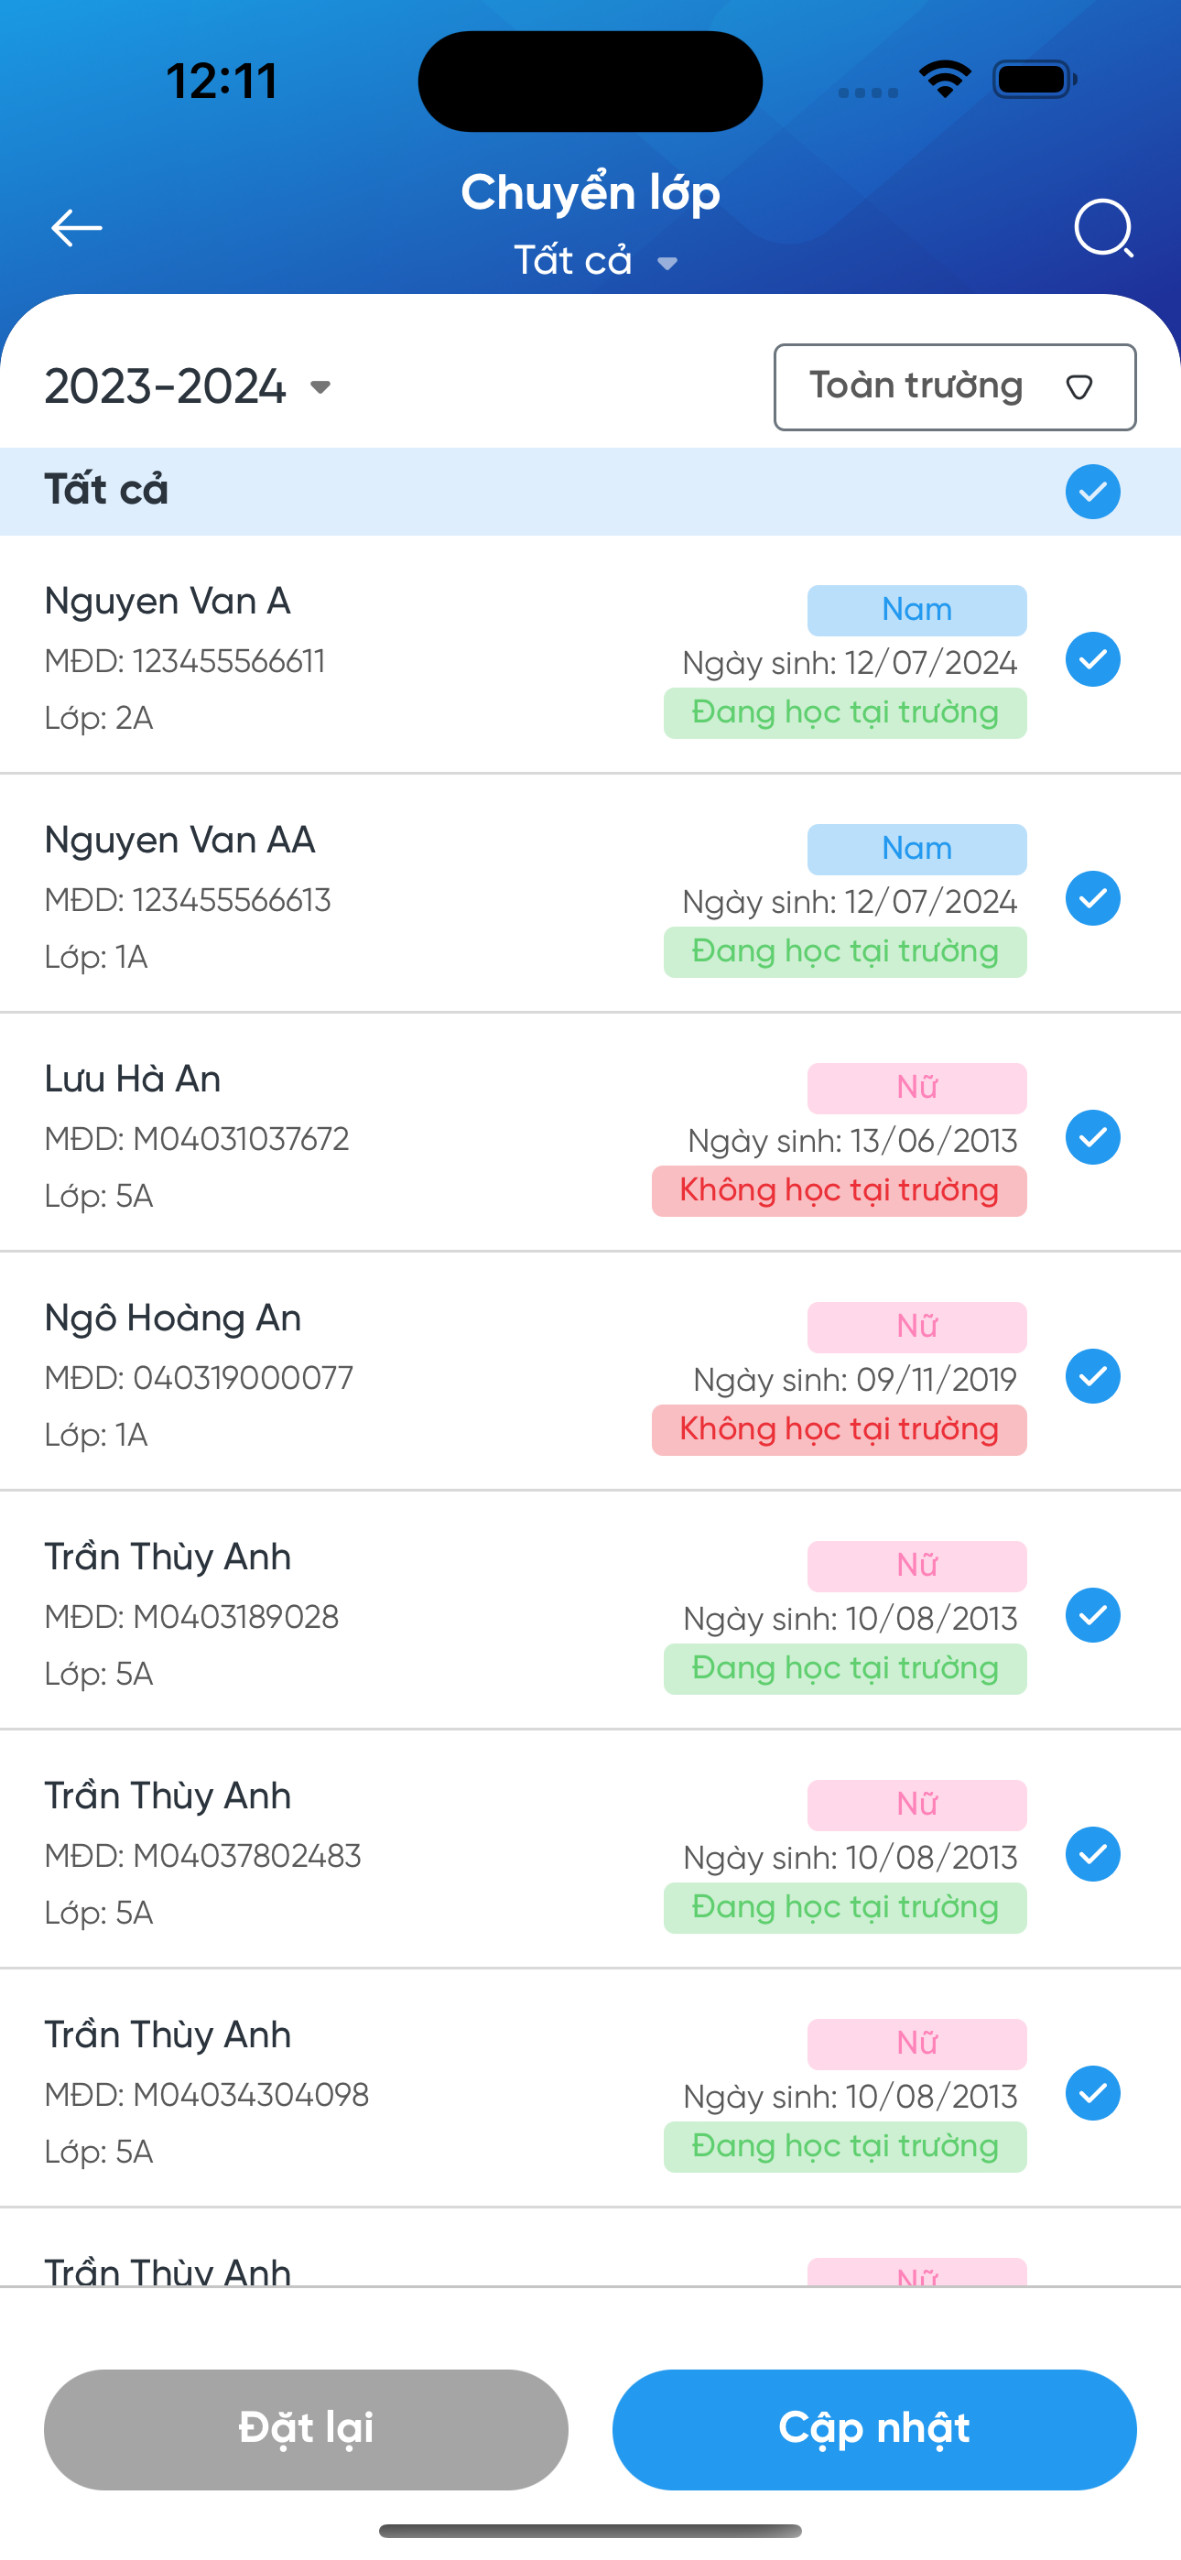 12:11
Chuyển lớp
Tất cả
2023-2024
Toàn trường
Tất cả
Nguyen Van A
Nam
MĐD: 123455566611
Ngày sinh: 12/07/2024
Lớp: 2A
Đang học tại trường
Nguyen Van AA
Nam
MĐD: 123455566613
Ngày sinh: 12/07/2024
Lớp: 1A
Đang học tại trường
Lưu Hà An
Nữ
MĐD: M04031037672
Ngày sinh: 13/06/2013
Lớp: 5A
Không học tại trường
Ngô Hoàng An
Nữ
MĐD: 040319000077
Ngày sinh: 09/11/2019
Lớp: 1A
Không học tại trường
Trần Thùy Anh
Nữ
MĐD: M0403189028
Ngày sinh: 10/08/2013
Lớp: 5A
Đang học tại trường
Trần Thùy Anh
Nữ
MĐD: M04037802483
Ngày sinh: 10/08/2013
Lớp: 5A
Đang học tại trường
Trần Thùy Anh
Nữ
MĐD: M04034304098
Ngày sinh: 10/08/2013
Lớp: 5A
Đang học tại trường
Trần Thùy Anh
Nữ
Đặt lại
Cập nhật